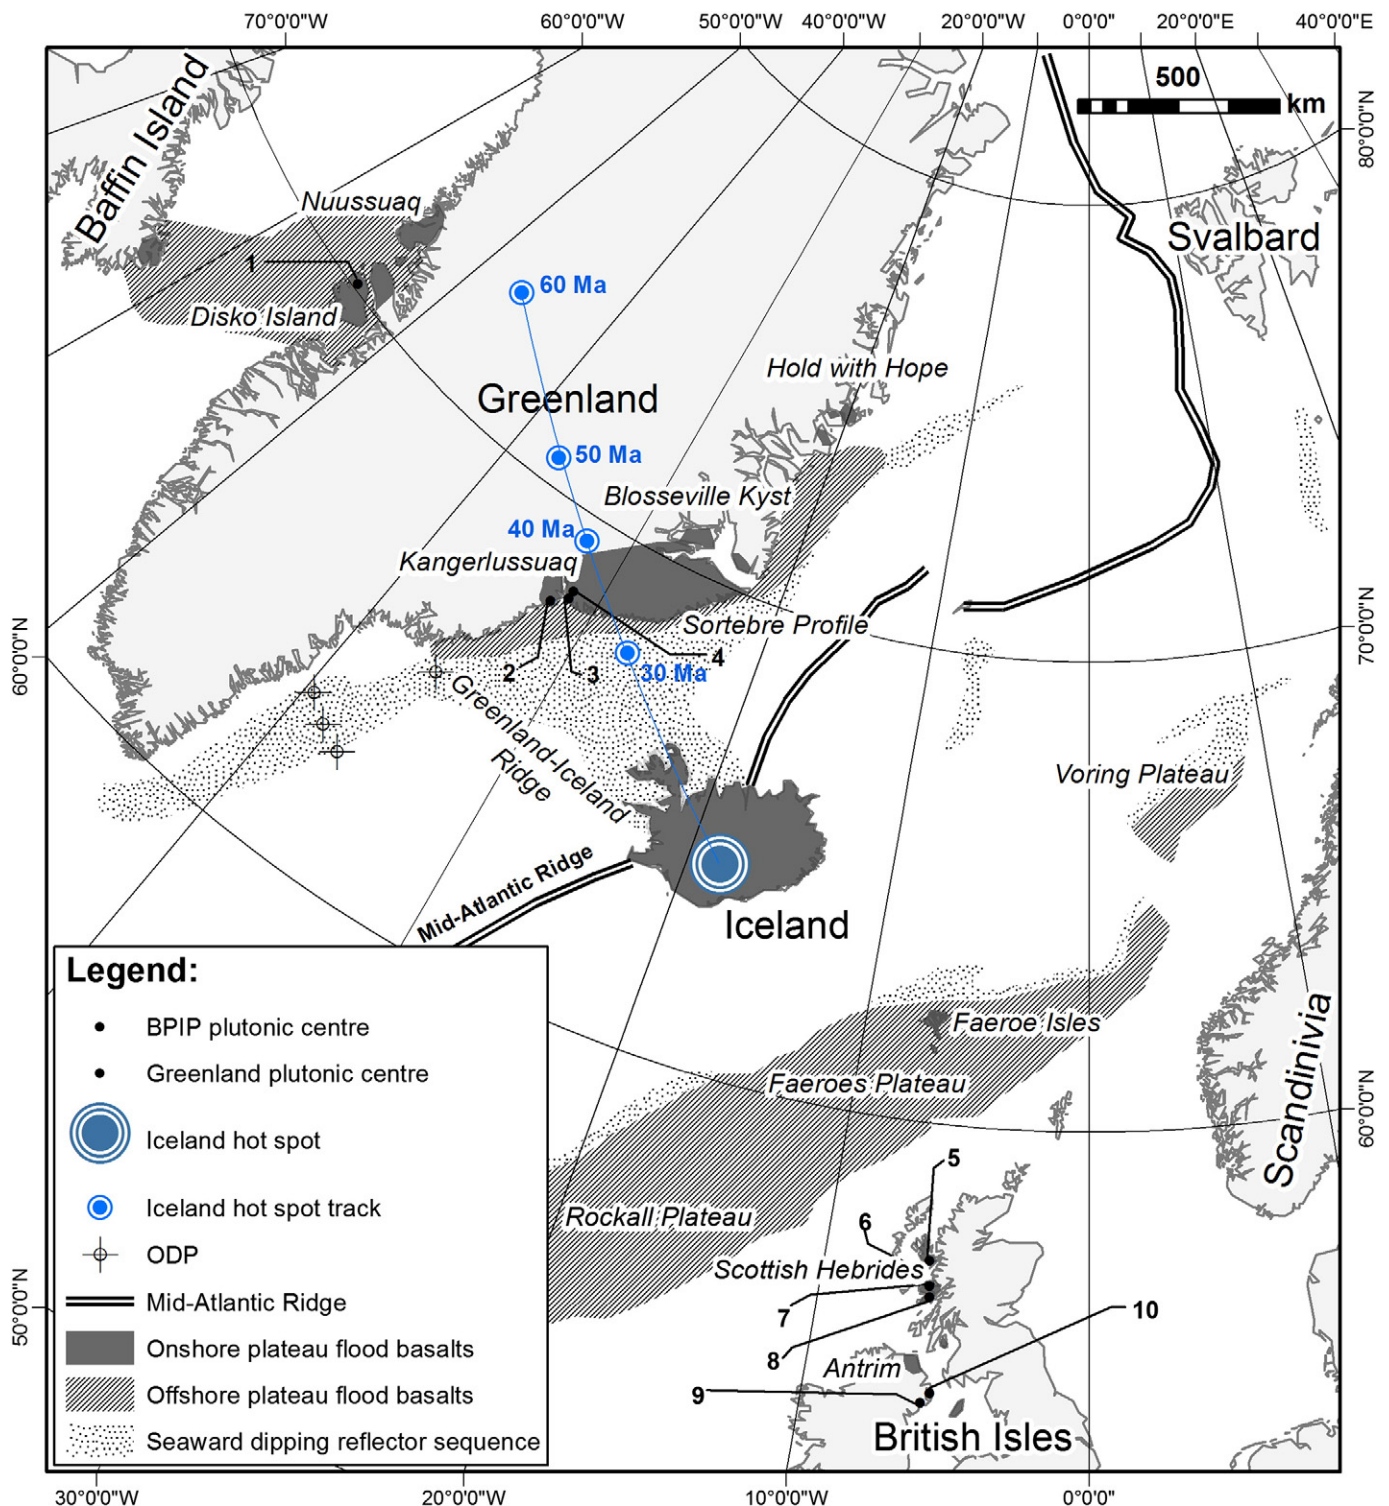 70°0'0"W
60°0'0"W
50°0'0"W
40°0'0"W
20°0'0"W
0°0'0"
20°0'0"E
40°0'0"E
500
km
Baffin Island
80°0'0"N
Nuussuaq
Svalbard
1
60 Ma
Disko Island
Hold with Hope
Greenland
50 Ma
Blosseville Kyst
40 Ma
Kangerlussuaq
Sortebre Profile
70°0'0"N
60°0'0"N
2
3
4
30 Ma
Greenland-Iceland
Ridge
Voring Plateau
Mid-Atlantic Ridge
Iceland
Faeroe Isles
Faeroes Plateau
Scandinivia
60°0'0"N
5
6
Rockall Plateau
Scottish Hebrides
7
8
10
Antrim
9
British Isles
50°0'0"N
Legend:
BPIP plutonic centre
Greenland plutonic centre
Iceland hot spot
Iceland hot spot track
ODP
Mid-Atlantic Ridge
Onshore plateau flood basalts
Offshore plateau flood basalts
Seaward dipping reflector sequence
30°0'0"W
20°0'0"W
10°0'0"W
0°0'0"